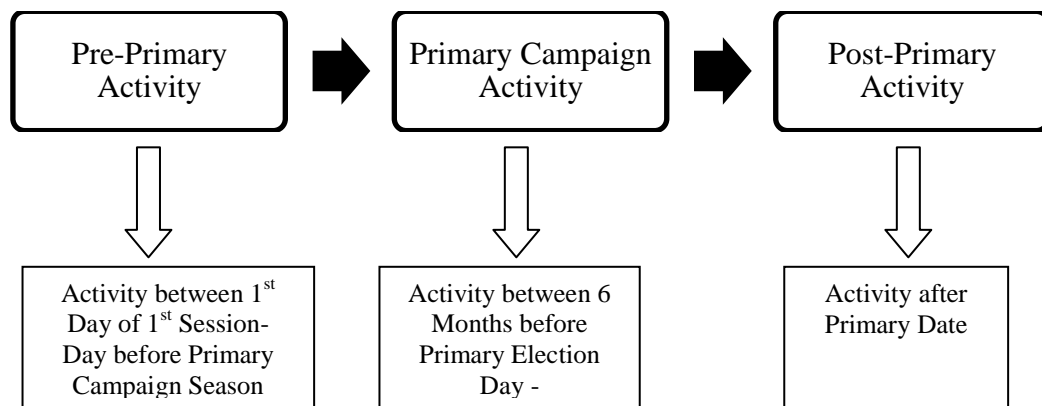 Pre-Primary
Activity
Primary Campaign
Activity
Post-Primary
Activity
Activity between 1st
Day of 1st Session-
Day before Primary
Campaign Season
Activity between 6
Months before
Primary Election
Day -
Activity after
Primary Date